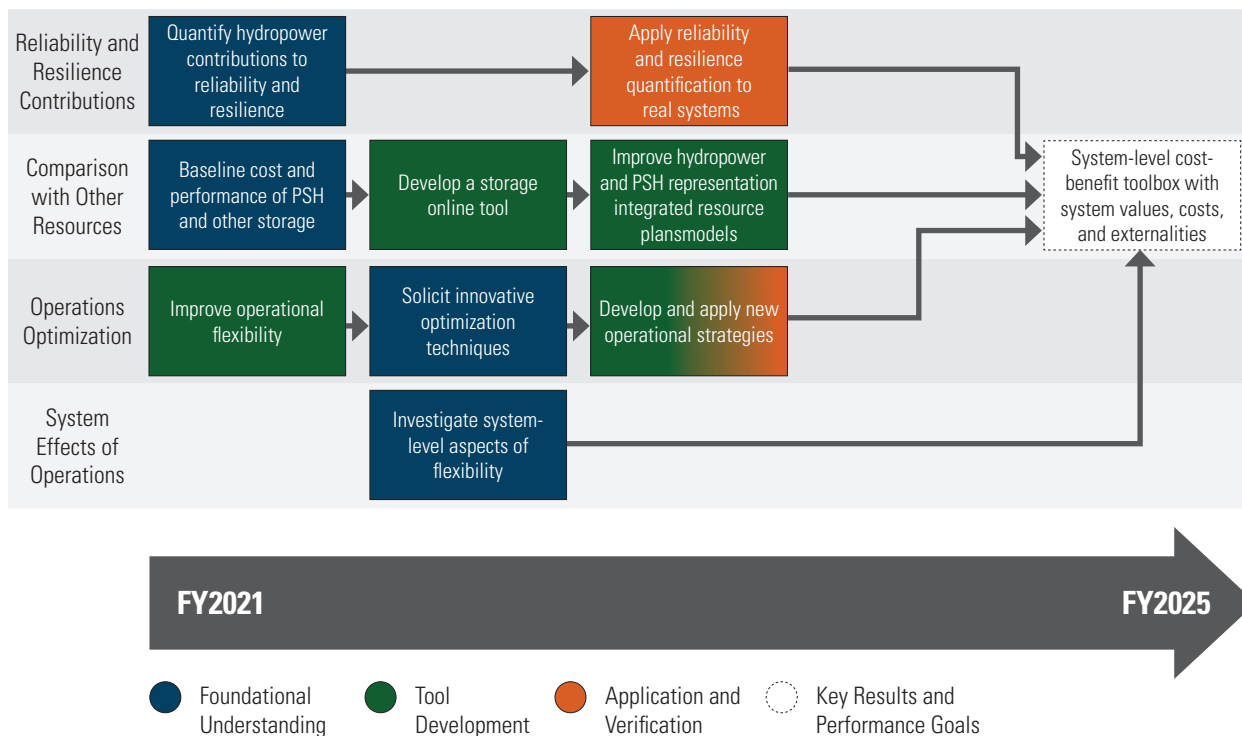 Reliability and
Resilience
Contributions
Quantify hydropower
contributions to
reliability and
resilience
Apply reliability
and resilience
quantification to
real systems
Comparison
with Other
Resources
Baseline cost and
performance of PSH
and other storage
Develop a storage
online tool
Improve hydropower
and PSH representation
integrated resource
plansmodels
System-level cost-
benefit toolbox with
system values, costs,
and externalities
Operations
Optimization
Improve operational
flexibility
Solicit innovative
optimization
techniques
Develop and apply new
operational strategies
System
Effects of
Operations
Investigate system-
level aspects of
flexibility
FY2021
FY2025
Foundational
Understanding
Tool
Development
Application and
Verification
Key Results and
Performance Goals